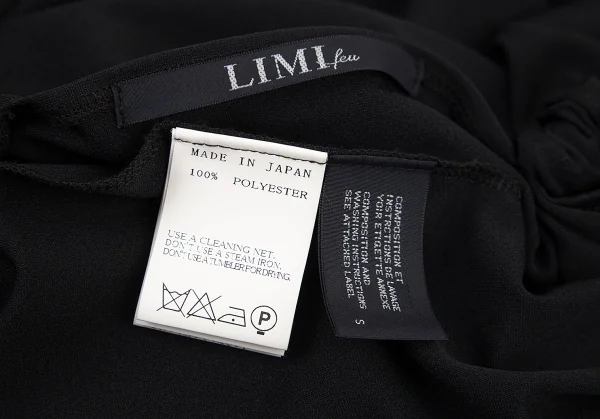 LIMI feu
MADE IN JAPAN
100% POLYESTER
USE A CLEANING NET.
DON'T USE A STEAM IRON.
DON'T USE A TUMBLER FOR DRYING.
P
COMPOSITION ET
INSTRUCTIONS DE LAVAGE
VOIR ETIQUETTE ANNEXE
COMPOSITION AND
WASHING INSTRUCTIONS
SEE ATTACHED LABEL
S